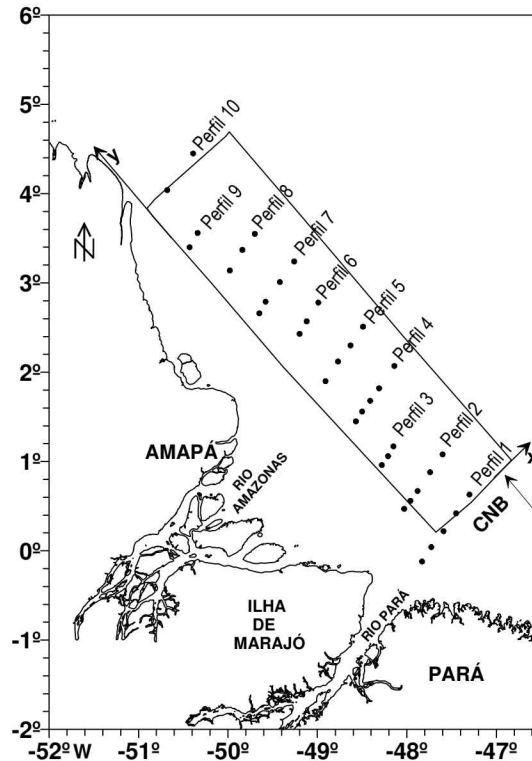 6º
5º
4º
3º
2º
1º
0º
-1º
-2º
-52º W
-51º
-50º
-49º
-48º
-47º
y
x
N
Perfil 10
Perfil 9
Perfil 8
Perfil 7
Perfil 6
Perfil 5
Perfil 4
Perfil 3
Perfil 2
Perfil 1
CNB
AMAPÁ
RIO
AMAZONAS
ILHA
DE
MARAJÓ
RIO PARÁ
PARÁ